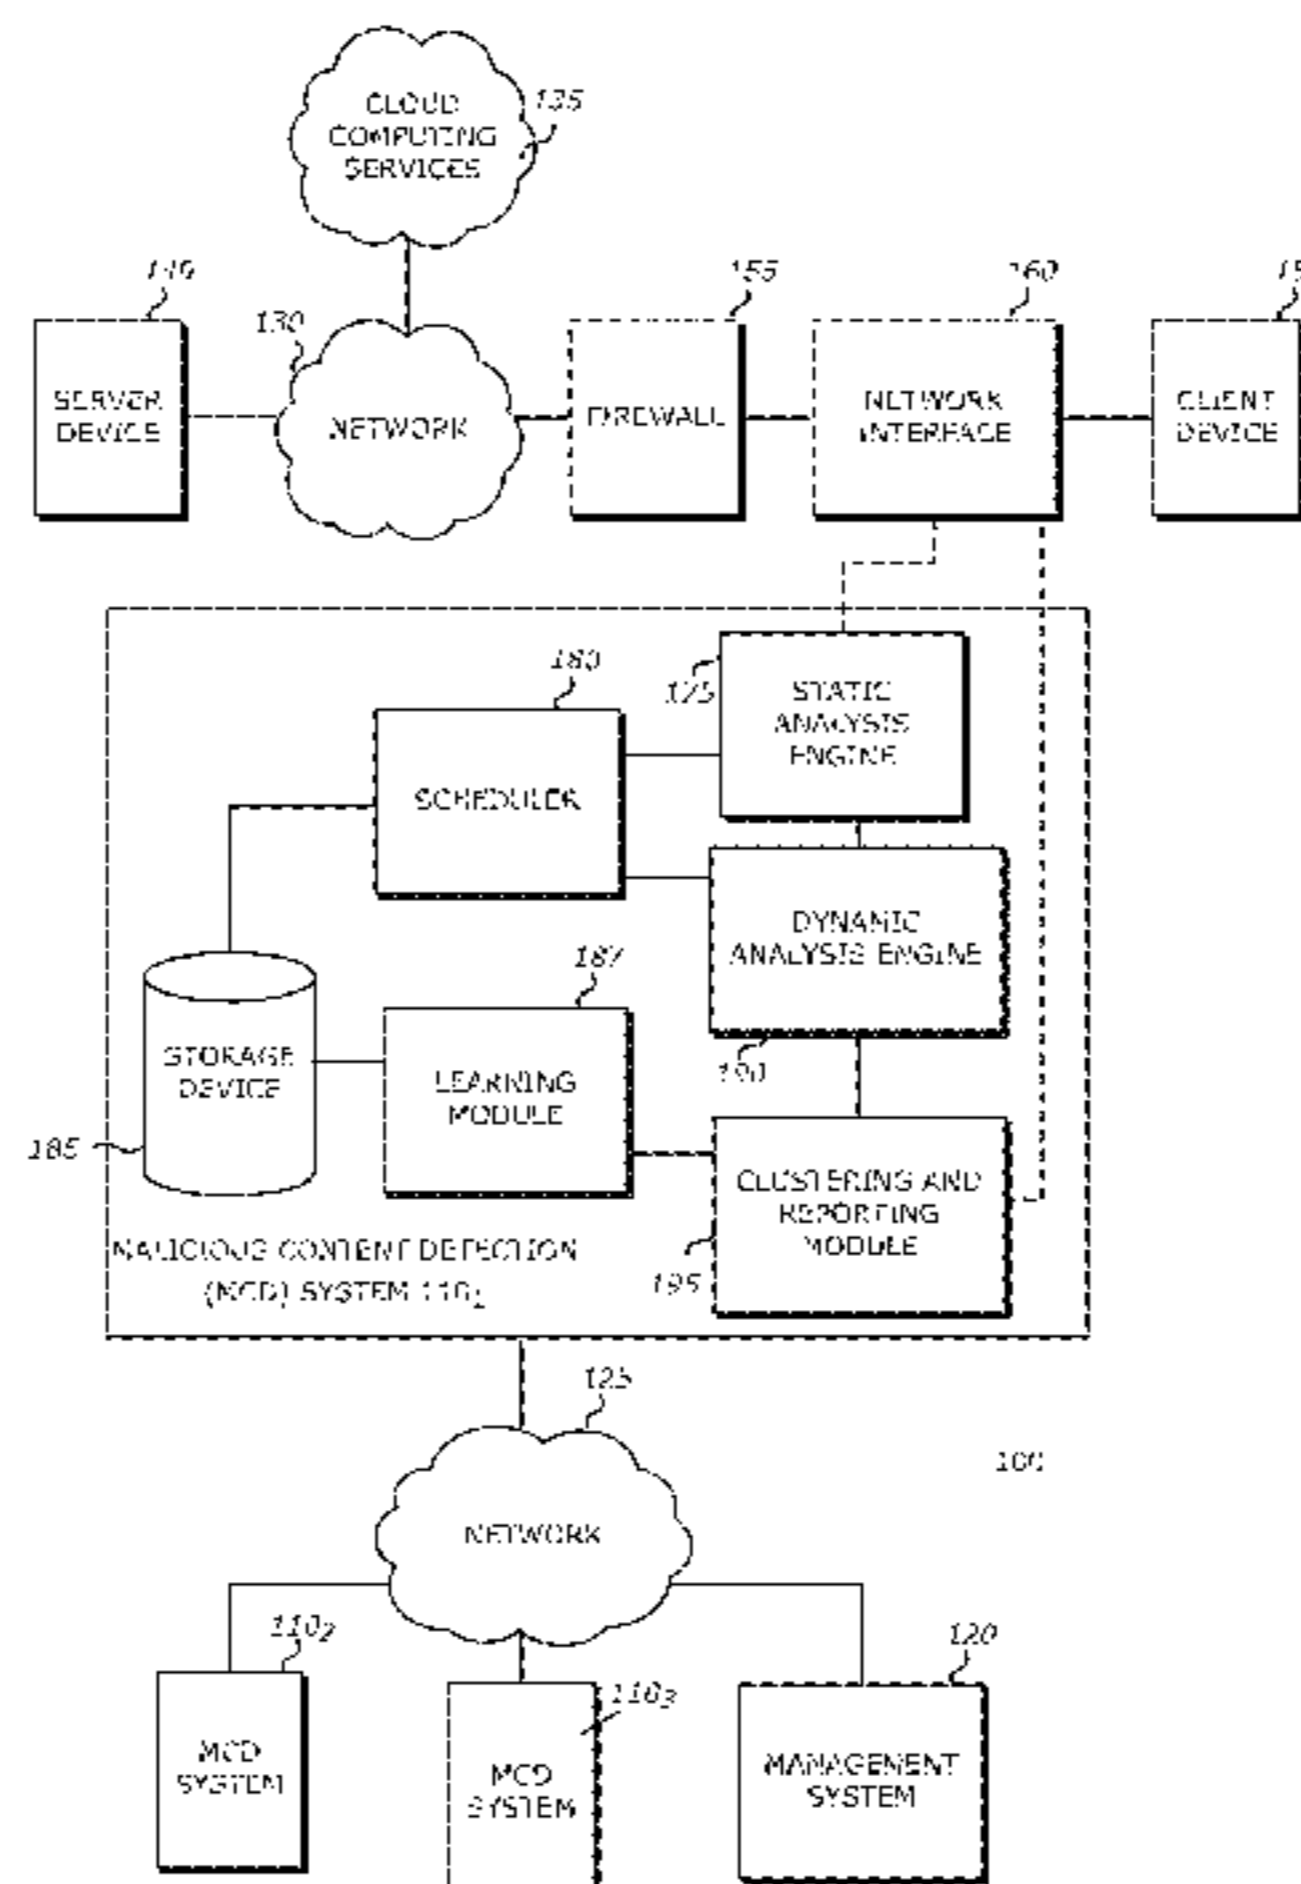 CLOUD
COMPUTING
SERVICES
135
140
130
155
160
SERVER
DEVICE
NETWORK
FIREWALL
NETWORK
INTERFACE
CLIENT
DEVICE
180
STATIC
ANALYSIS
ENGINE
SCHEDULER
DYNAMIC
ANALYSIS ENGINE
187
190
STORAGE
DEVICE
LEARNING
MODULE
185
CLUSTERING AND
REPORTING
MODULE
195
MALICIOUS CONTENT DETECTION
(MCD) SYSTEM 110₁
100
NETWORK
110₂
110₃
120
MCD
SYSTEM
MCD
SYSTEM
MANAGEMENT
SYSTEM